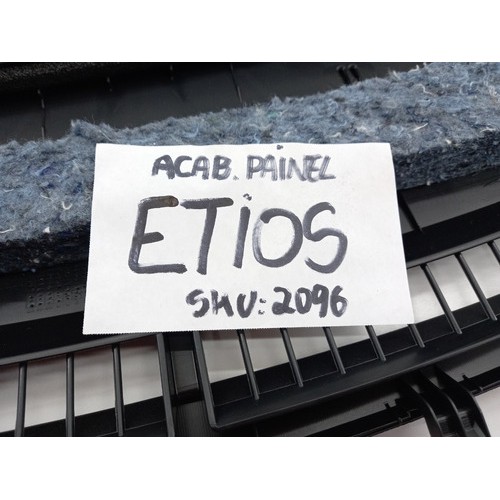 ACAB. PAINEL
ETiOS
SKU: 2096